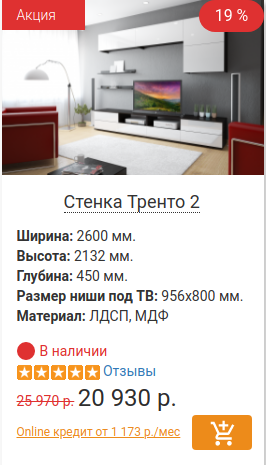 Акция
19 %
Стенка Тренто 2
Ширина: 2600 мм.
Высота: 2132 мм.
Глубина: 450 мм.
Размер ниши под ТВ: 956х800 мм.
Материал: ЛДСП, МДФ
В наличии
Отзывы
25 970 р. 20 930 р.
Online кредит от 1 173 р./мес